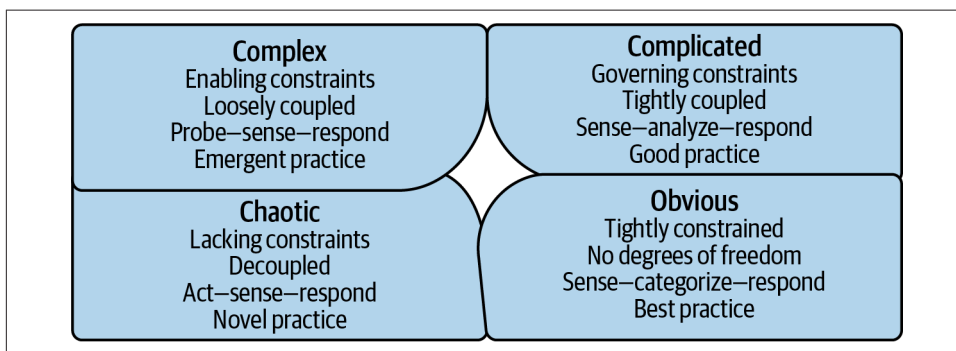 Complex
Enabling constraints
Loosely coupled
Probe–sense–respond
Emergent practice
Complicated
Governing constraints
Tightly coupled
Sense–analyze–respond
Good practice
Chaotic
Lacking constraints
Decoupled
Act–sense–respond
Novel practice
Obvious
Tightly constrained
No degrees of freedom
Sense–categorize–respond
Best practice